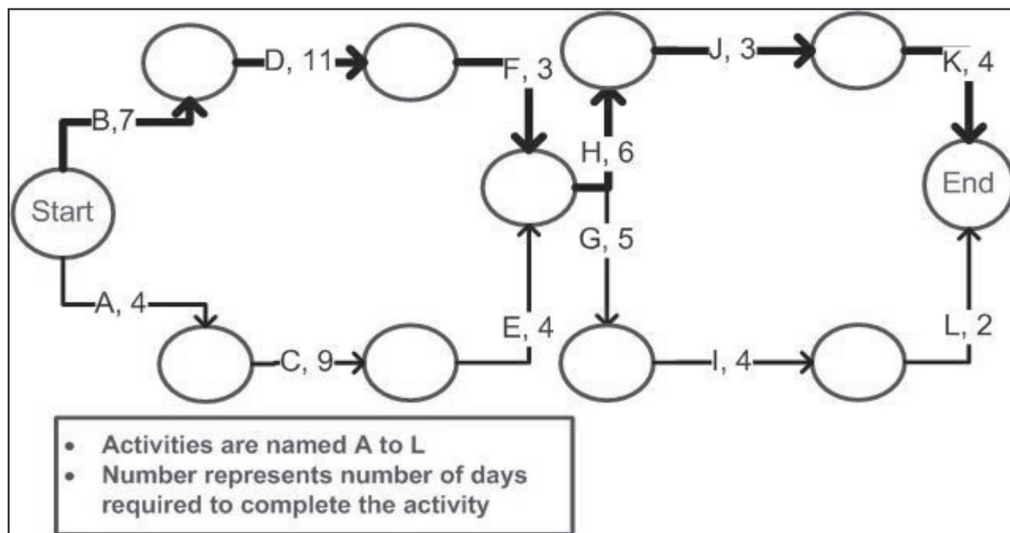 D, 11
F, 3
J, 3
K, 4
B,7
H, 6
Start
End
G, 5
A, 4
E, 4
L, 2
C, 9
I, 4
• Activities are named A to L
• Number represents number of days
required to complete the activity